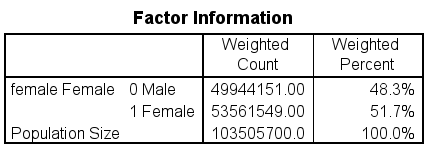 Factor Information
Weighted Count Weighted Percent
female Female 0 Male 49944151.00 48.3%
1 Female 53561549.00 51.7%
Population Size 103505700.0 100.0%